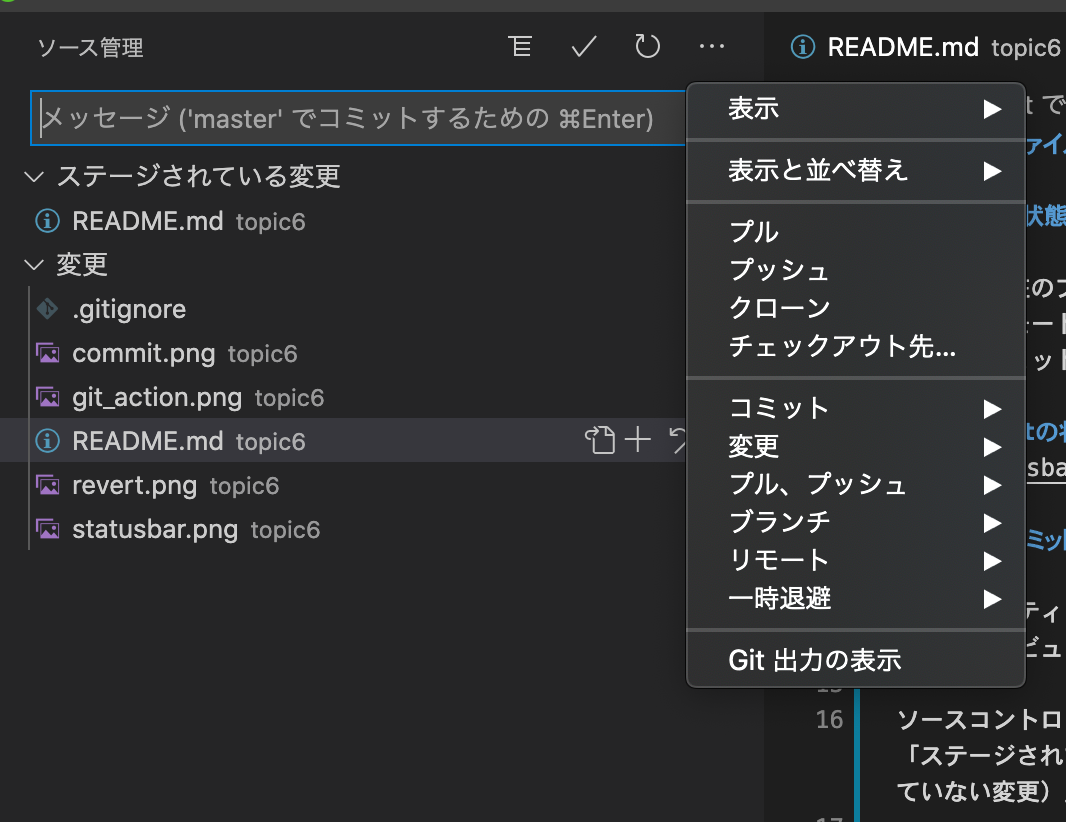 ソース管理
メッセージ ('master' でコミットするための ⌘Enter)
ステージされている変更
README.md topic6
変更
.gitignore
commit.png topic6
git_action.png topic6
README.md topic6
revert.png topic6
statusbar.png topic6
表示
表示と並べ替え
プル
プッシュ
クローン
チェックアウト先...
コミット
変更
プル、プッシュ
ブランチ
リモート
一時退避
Git 出力の表示
README.md topic6
t で
状態
のフ
ード
ット
tの状
sba
ミット
ティ
ビュ
16 ソースコントロ
「ステージされ
ていない変更）